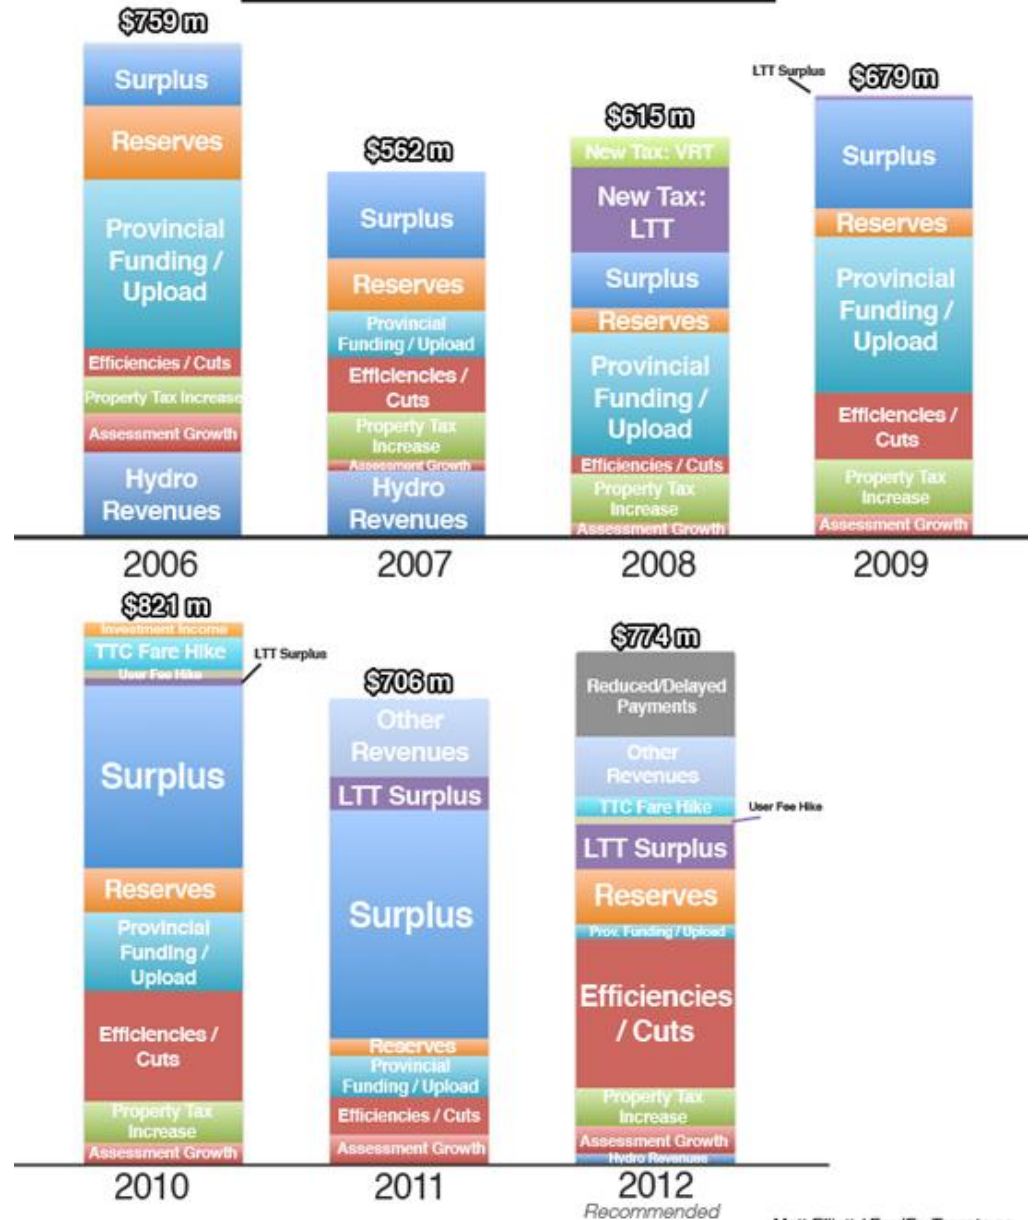 $759 m
Surplus
Reserves
Provincial
Funding /
Upload
Efficiencies / Cuts
Property Tax Increase
Assessment Growth
Hydro
Revenues
2006
$562 m
Surplus
Reserves
Provincial
Funding / Upload
Efficiencies /
Cuts
Property Tax
Increase
Assessment Growth
Hydro
Revenues
2007
$615 m
New Tax: VRT
New Tax:
LTT
Surplus
Reserves
Provincial
Funding /
Upload
Efficiencies / Cuts
Property Tax
Increase
Assessment Growth
2008
LTT Surplus
$679 m
Surplus
Reserves
Provincial
Funding /
Upload
Efficiencies /
Cuts
Property Tax
Increase
Assessment Growth
2009
$821 m
Investment Income
TTC Fare Hike
User Fee Hike
LTT Surplus
Surplus
Reserves
Provincial
Funding /
Upload
Efficiencies /
Cuts
Property Tax
Increase
Assessment Growth
2010
$706 m
Other
Revenues
LTT Surplus
Surplus
Reserves
Provincial
Funding / Upload
Efficiencies / Cuts
Assessment Growth
2011
$774 m
Reduced/Delayed
Payments
Other
Revenues
TTC Fare Hike
User Fee Hike
LTT Surplus
Reserves
Prov. Funding / Upload
Efficiencies
/ Cuts
Property Tax
Increase
Assessment Growth
Hydro Revenues
2012
Recommended